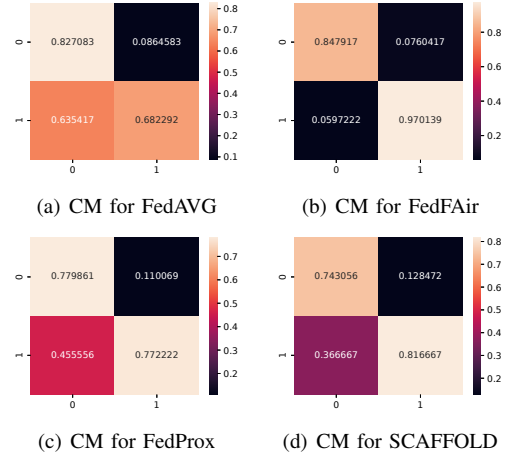 0 0.827083 0.0864583
1 0.635417 0.682292
0 1
0.8
0.7
0.6
0.5
0.4
0.3
0.2
0.1
(a) CM for FedAVG
0 0.847917 0.0760417
1 0.0597222 0.970139
0 1
0.8
0.6
0.4
0.2
(b) CM for FedFAir
0 0.779861 0.110069
1 0.455556 0.772222
0 1
0.7
0.6
0.5
0.4
0.3
0.2
(c) CM for FedProx
0 0.743056 0.128472
1 0.366667 0.816667
0 1
0.8
0.7
0.6
0.5
0.4
0.3
0.2
(d) CM for SCAFFOLD